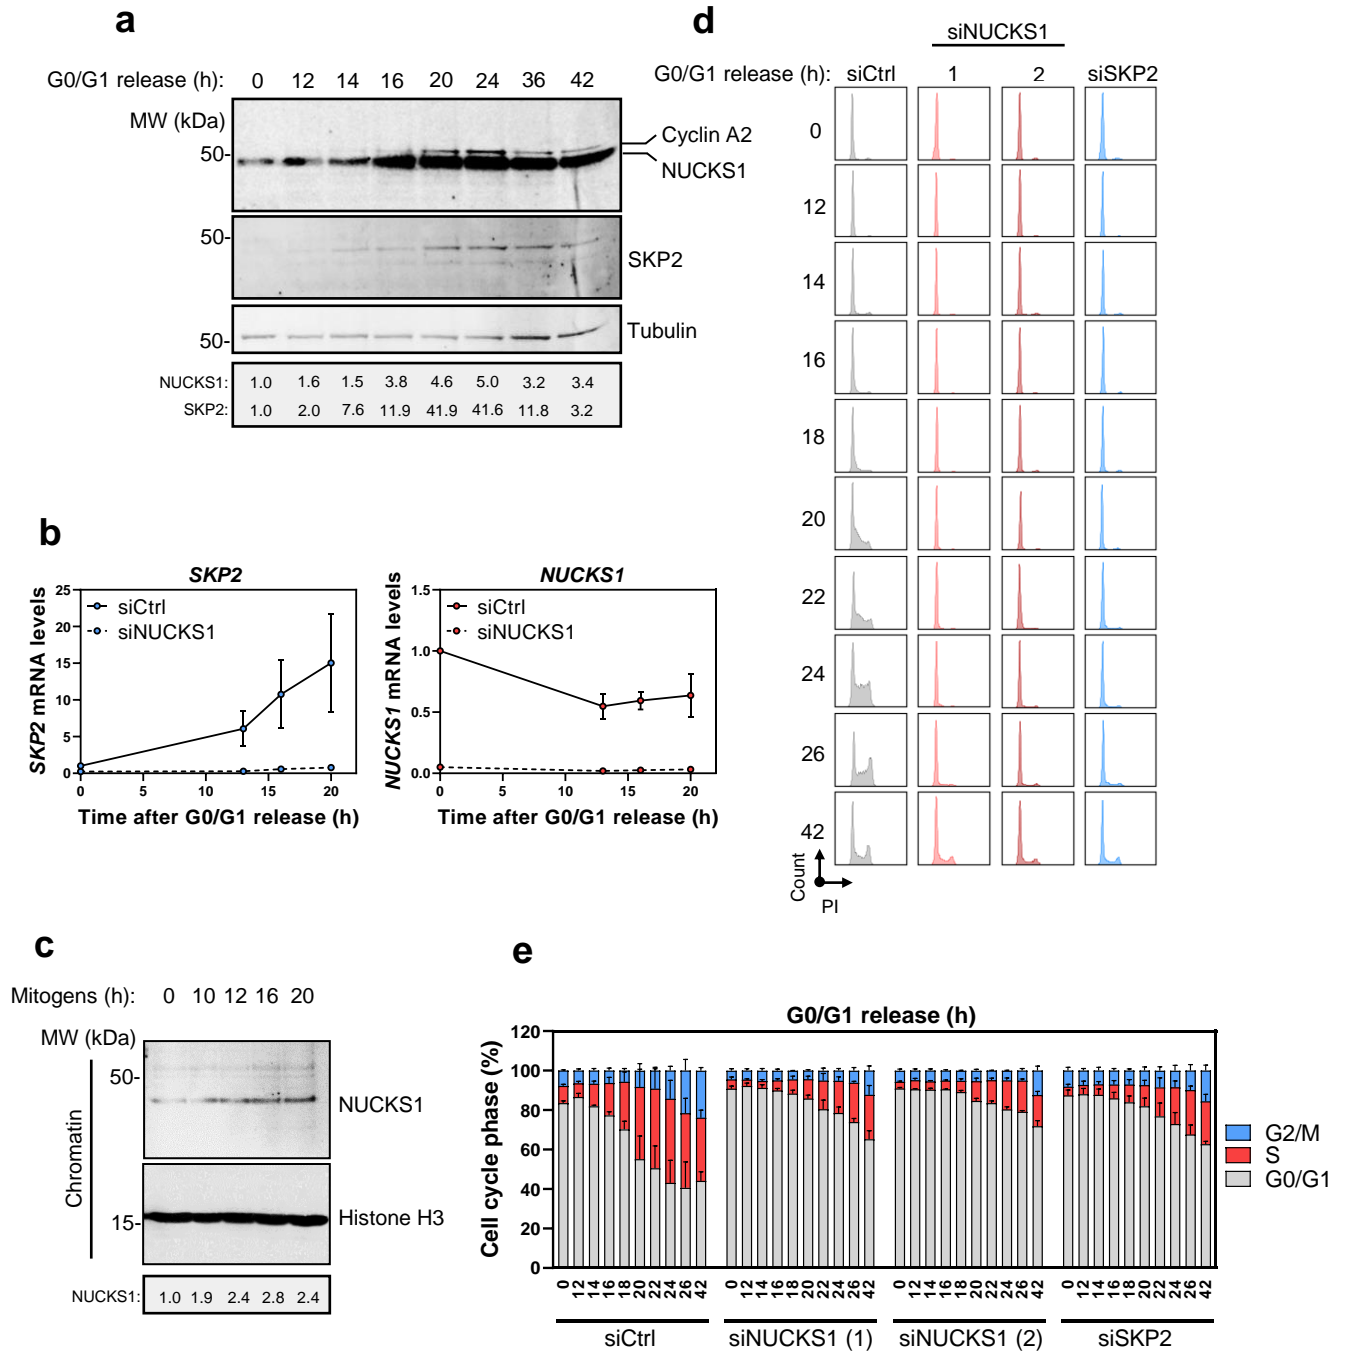 a
G0/G1 release (h): 0 12 14 16 20 24 36 42
MW (kDa)
50-
Cyclin A2
NUCKS1
50-
SKP2
50-
Tubulin
NUCKS1: 1.0 1.6 1.5 3.8 4.6 5.0 3.2 3.4
SKP2: 1.0 2.0 7.6 11.9 41.9 41.6 11.8 3.2
b
SKP2
SKP2 mRNA levels
25
20
15
10
5
0
siCtrl
siNUCKS1
0 5 10 15 20
Time after G0/G1 release (h)
NUCKS1
NUCKS1 mRNA levels
1.5
1.0
0.5
0.0
siCtrl
siNUCKS1
0 5 10 15 20
Time after G0/G1 release (h)
c
Mitogens (h): 0 10 12 16 20
MW (kDa)
Chromatin
50-
NUCKS1
15-
Histone H3
NUCKS1: 1.0 1.9 2.4 2.8 2.4
d
siNUCKS1
G0/G1 release (h): siCtrl 1 2 siSKP2
0
12
14
16
18
20
22
24
26
42
Count
PI
e
G0/G1 release (h)
Cell cycle phase (%)
120
100
80
60
40
20
0
0 12 14 16 18 20 22 24 26 42 0 12 14 16 18 20 22 24 26 42 0 12 14 16 18 20 22 24 26 42 0 12 14 16 18 20 22 24 26 42
siCtrl siNUCKS1 (1) siNUCKS1 (2) siSKP2
G2/M
S
G0/G1